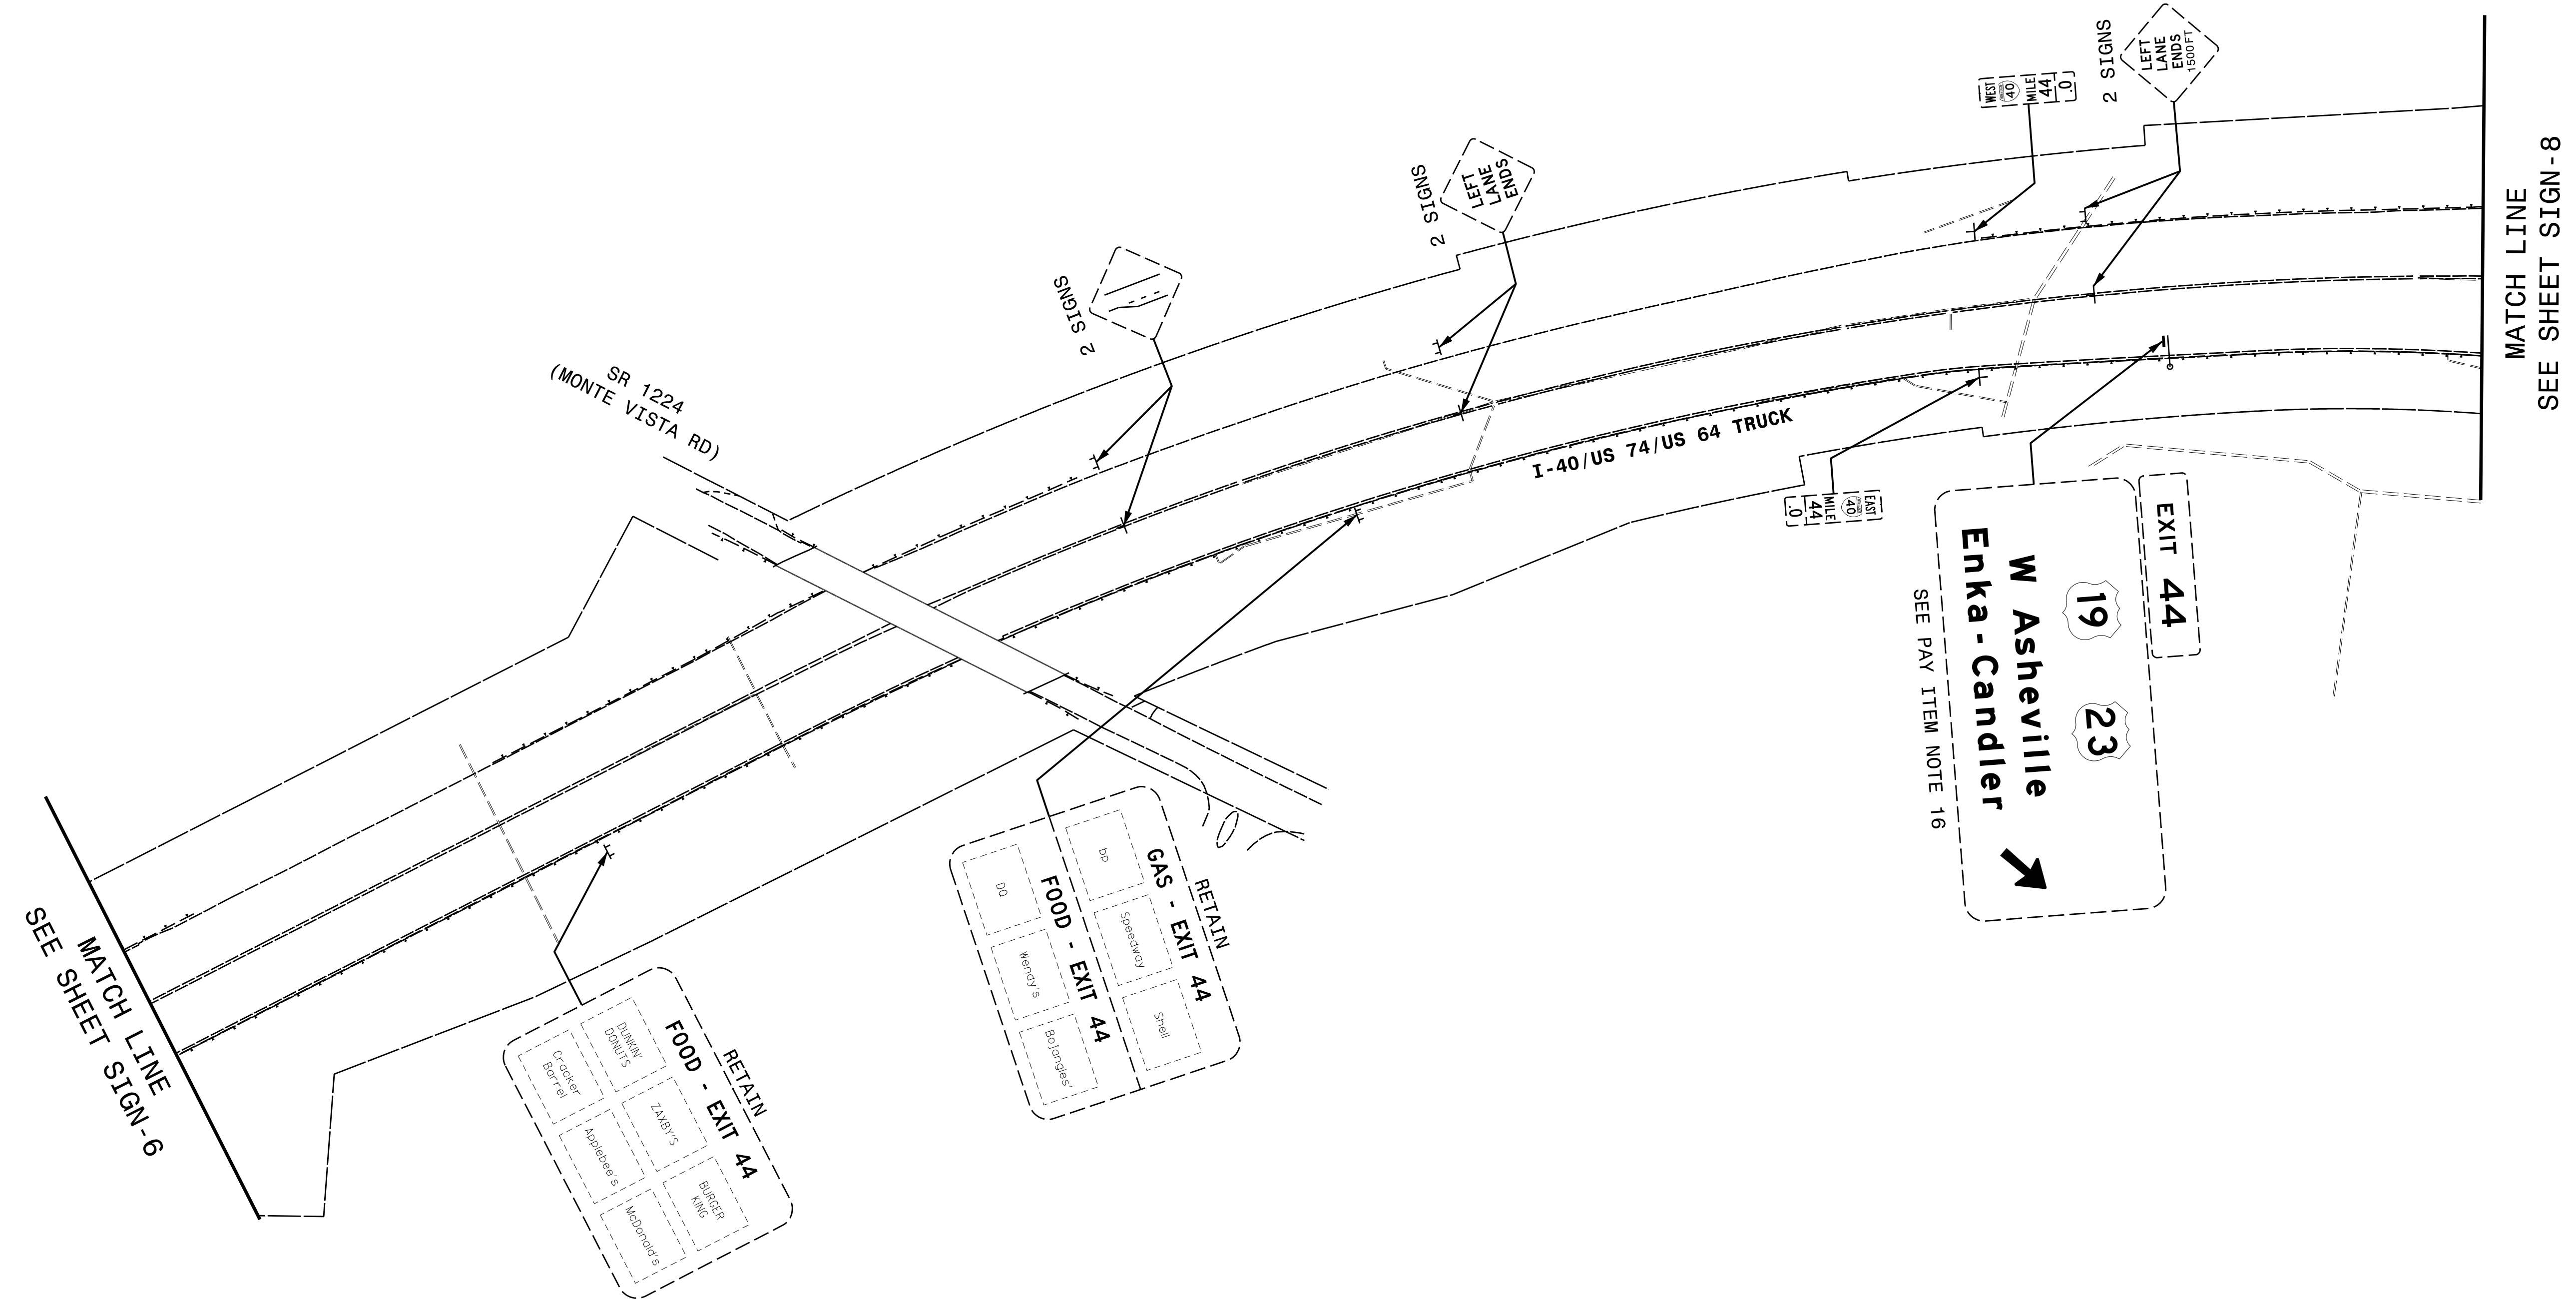 2 SIGNS
LEFT
LANE
ENDS
1500 FT
WEST
40
MILE
44
.0
2 SIGNS
LEFT
LANE
ENDS
2 SIGNS
SR 1224
(MONTE VISTA RD)
MATCH LINE
SEE SHEET SIGN-8
I-40/US 74/US 64 TRUCK
EAST
40
MILE
44
.0
EXIT 44
19 23
W Asheville
Enka-Candler
SEE PAY ITEM NOTE 16
RETAIN
GAS - EXIT 44
bp
Speedway
Shell
FOOD - EXIT 44
DQ
Wendy's
Bojangles'
RETAIN
FOOD - EXIT 44
DUNKIN'
DONUTS
ZAXBY'S
BURGER
KING
Cracker
Barrel
Applebee's
McDonald's
MATCH LINE
SEE SHEET SIGN-6